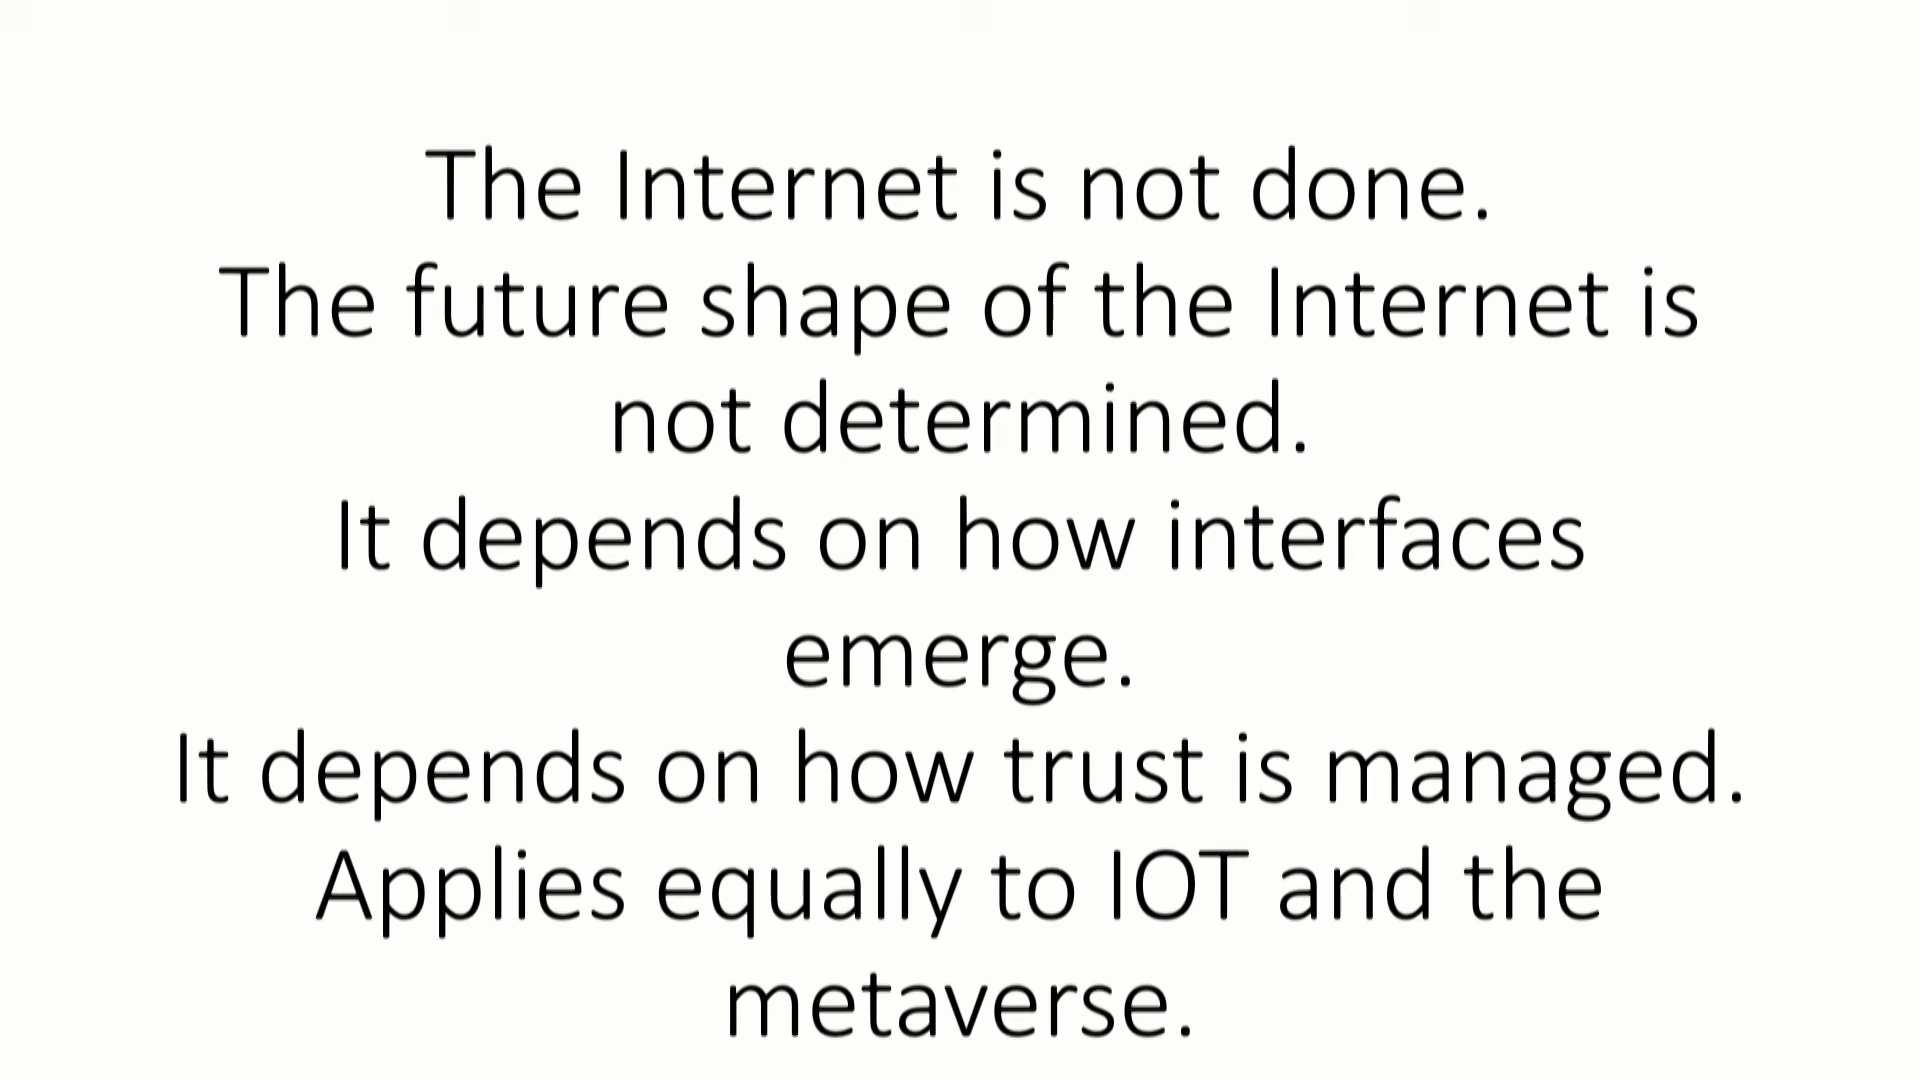 The Internet is not done.
The future shape of the Internet is
not determined.
It depends on how interfaces
emerge.
It depends on how trust is managed.
Applies equally to IOT and the
metaverse.